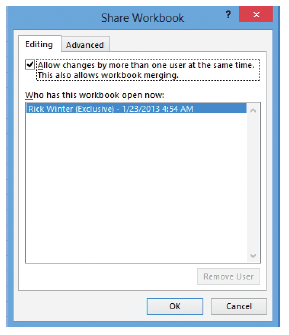 Share Workbook
? ×
Editing Advanced
Allow changes by more than one user at the same time.
This also allows workbook merging.
Who has this workbook open now:
Rick Winter (Exclusive) - 1/23/2013 4:54 AM
Remove User
OK Cancel